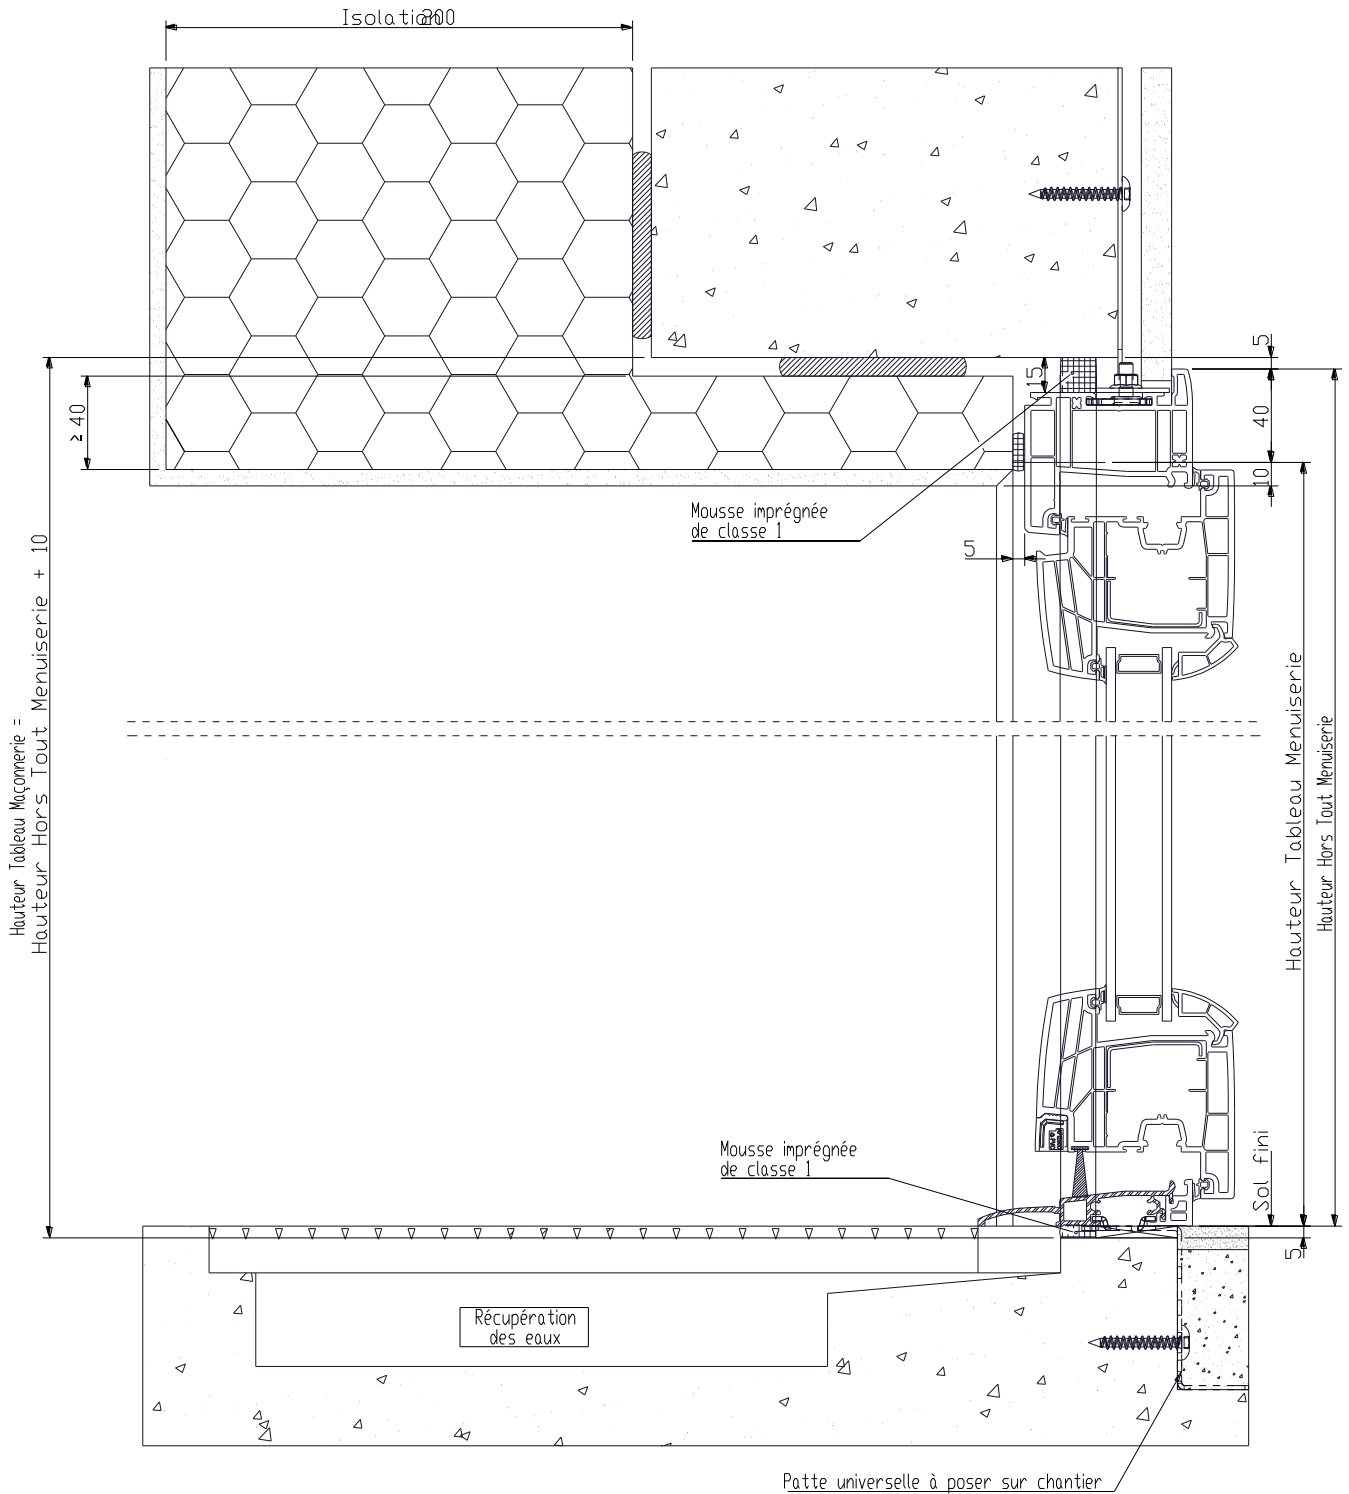 Isolation 200
5
15
≥ 40
40
10
Mousse imprégnée
de classe 1
5
Hauteur Tableau Maçonnerie =
Hauteur Hors Tout Menuiserie + 10
Hauteur Tableau Menuiserie
Hauteur Hors Tout Menuiserie
Mousse imprégnée
de classe 1
Sol fini
5
Récupération
des eaux
Patte universelle à poser sur chantier